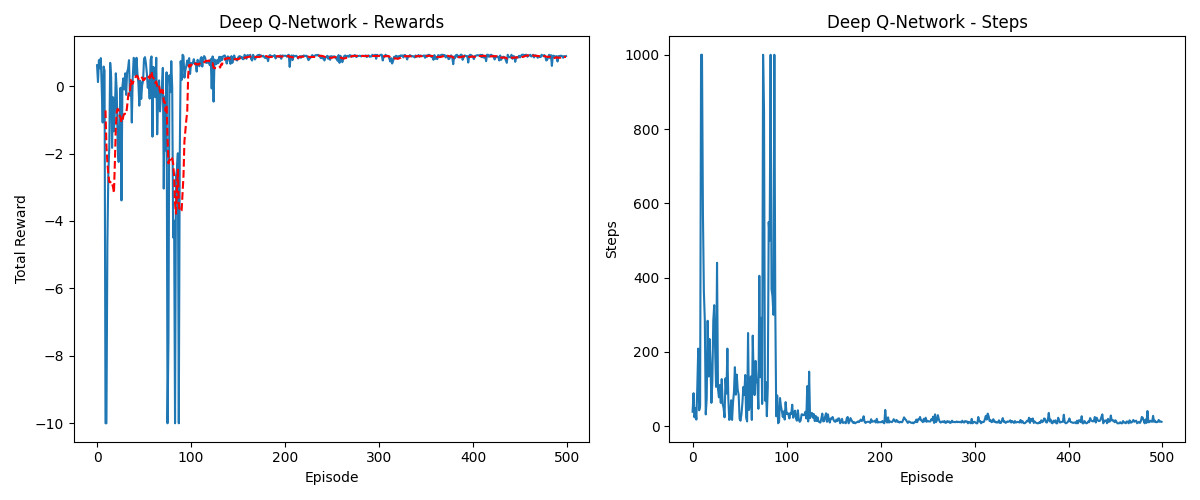 Deep Q-Network - Rewards
Total Reward
0
−2
−4
−6
−8
−10
0 100 200 300 400 500
Episode
Deep Q-Network - Steps
Steps
1000
800
600
400
200
0
0 100 200 300 400 500
Episode